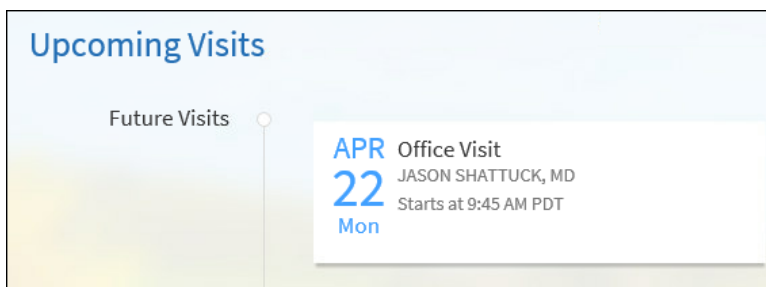 Upcoming Visits
Future Visits
APR
22
Mon
Office Visit
JASON SHATTUCK, MD
Starts at 9:45 AM PDT